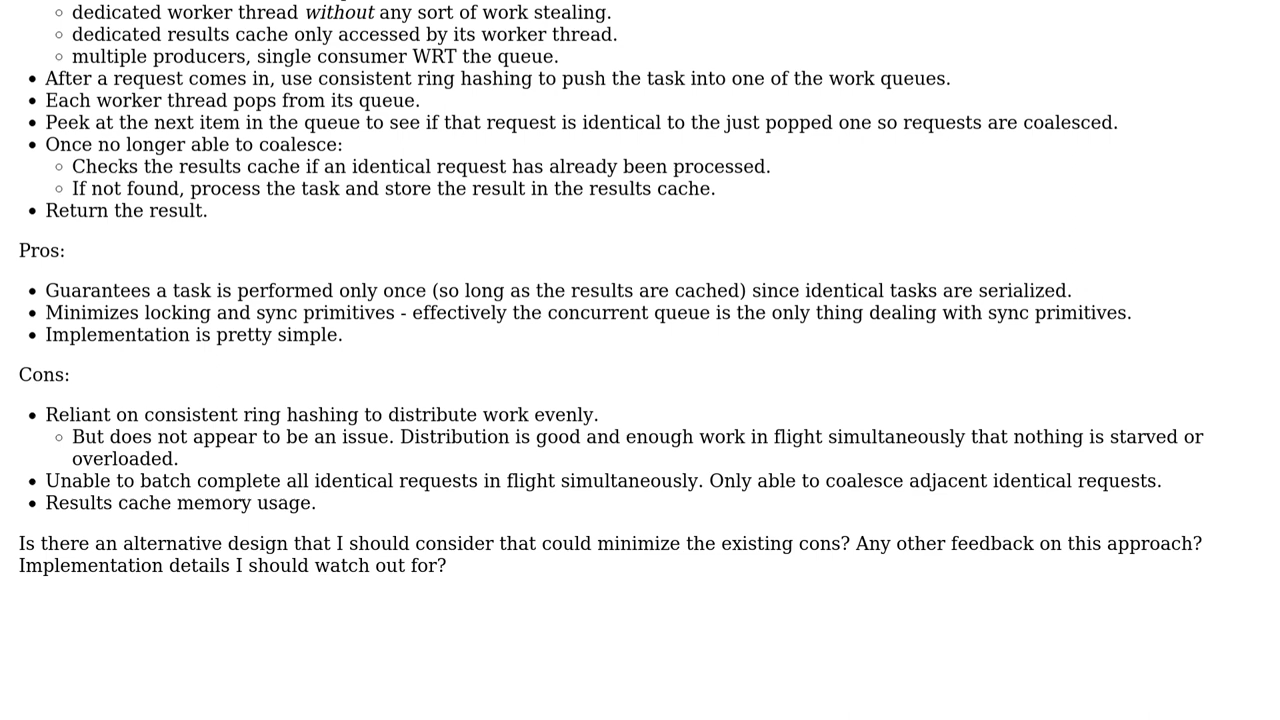 dedicated worker thread without any sort of work stealing.
dedicated results cache only accessed by its worker thread.
multiple producers, single consumer WRT the queue.
After a request comes in, use consistent ring hashing to push the task into one of the work queues.
Each worker thread pops from its queue.
Peek at the next item in the queue to see if that request is identical to the just popped one so requests are coalesced.
Once no longer able to coalesce:
Checks the results cache if an identical request has already been processed.
If not found, process the task and store the result in the results cache.
Return the result.
Pros:
Guarantees a task is performed only once (so long as the results are cached) since identical tasks are serialized.
Minimizes locking and sync primitives - effectively the concurrent queue is the only thing dealing with sync primitives.
Implementation is pretty simple.
Cons:
Reliant on consistent ring hashing to distribute work evenly.
But does not appear to be an issue. Distribution is good and enough work in flight simultaneously that nothing is starved or
overloaded.
Unable to batch complete all identical requests in flight simultaneously. Only able to coalesce adjacent identical requests.
Results cache memory usage.
Is there an alternative design that I should consider that could minimize the existing cons? Any other feedback on this approach?
Implementation details I should watch out for?